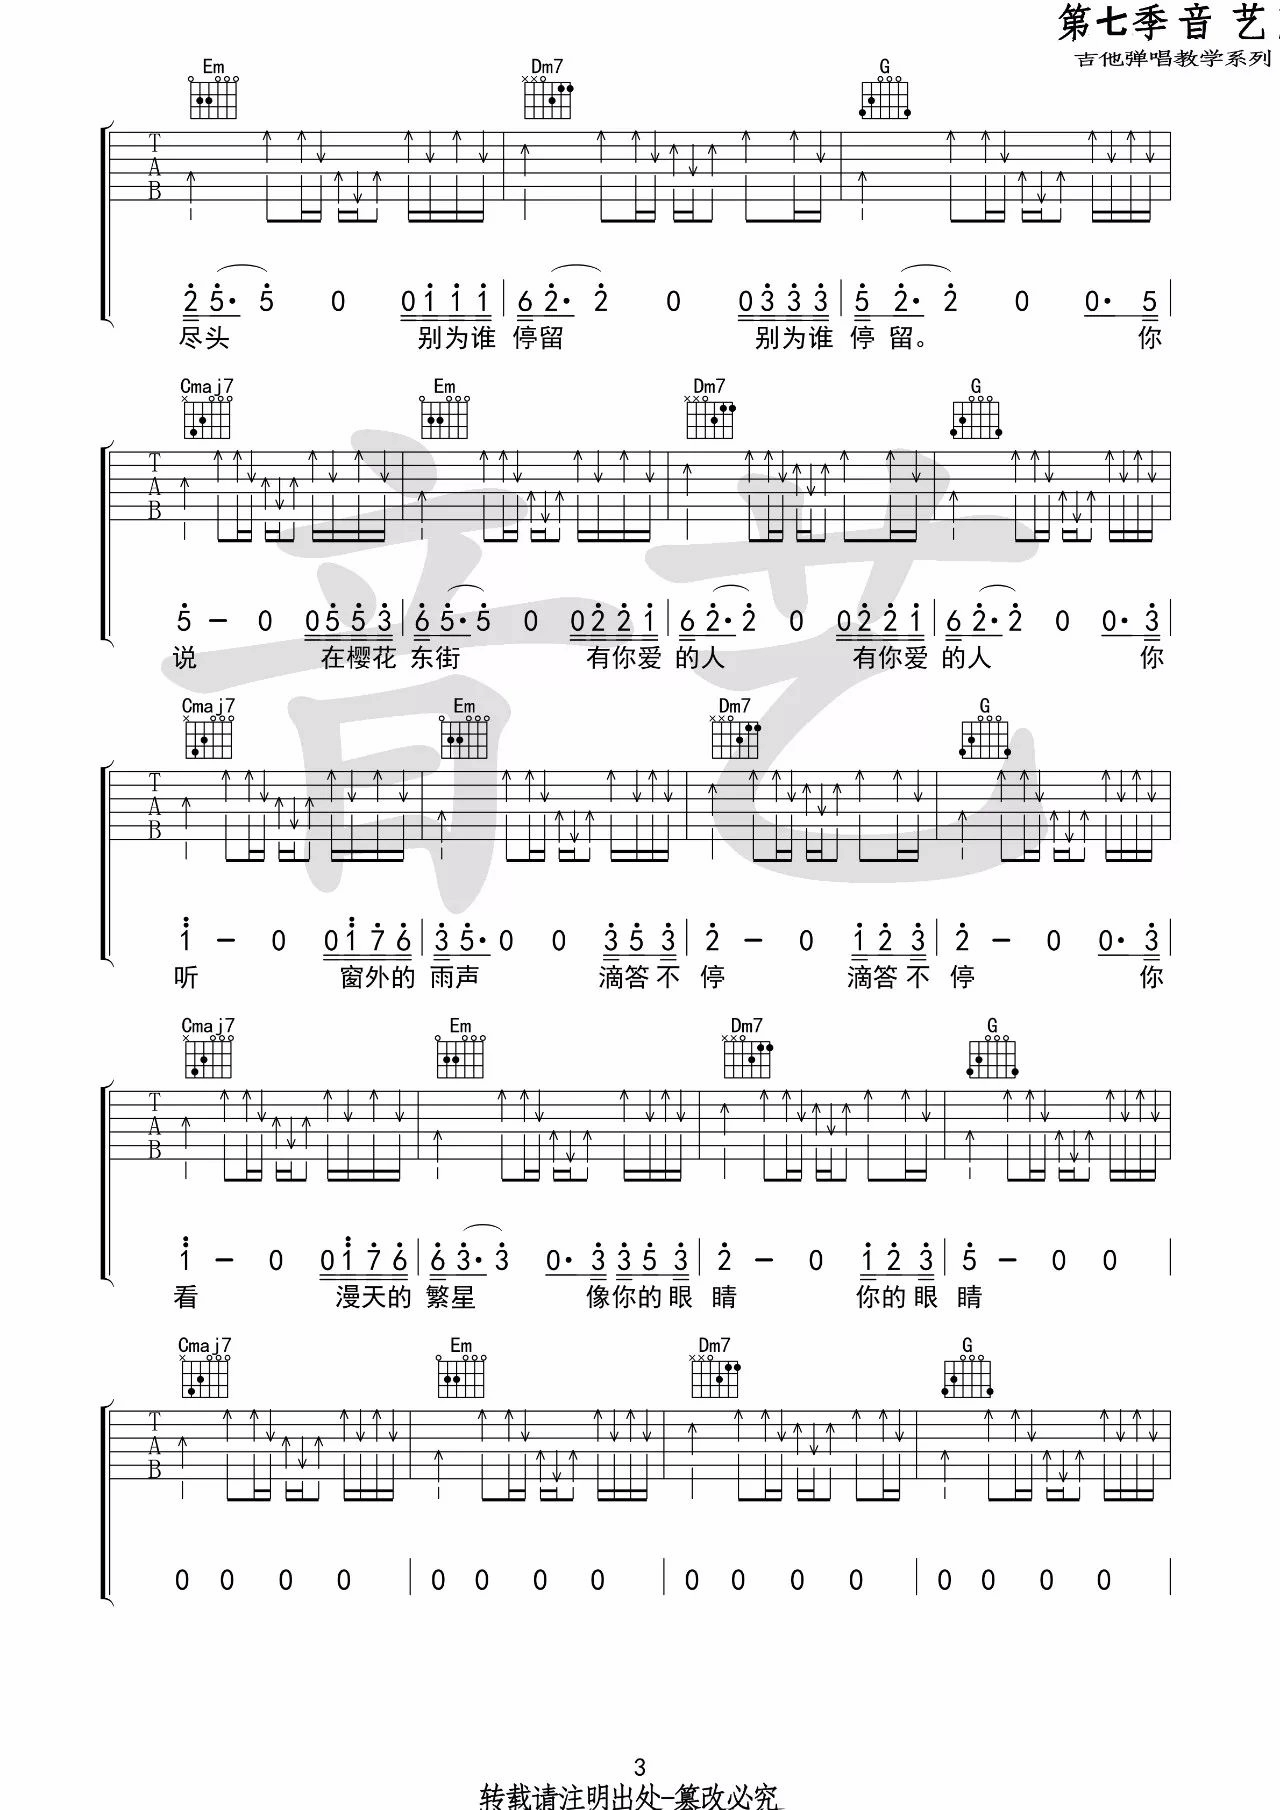 第七季音艺
吉他弹唱教学系列
Em Dm7 G
T
A
B
2 5· 5 0 0 1 1 1 | 6 2· 2 0 0 3 3 3 | 5 2· 2 0 0· 5 |
尽头 别为谁 停留 别为谁 停 留。 你
Cmaj7 Em Dm7 G
T
A
B
5 – 0 0 5 5 3 | 6 5· 5 0 0 2 2 1 | 6 2· 2 0 0 2 2 1 | 6 2· 2 0 0· 3 |
说 在樱花 东街 有你爱 的人 有你爱 的人 你
Cmaj7 Em Dm7 G
T
A
B
1 – 0 0 1 7 6 | 3 5· 0 0 3 5 3 | 2 – 0 1 2 3 | 2 – 0 0· 3 |
听 窗外的 雨声 滴答不 停 滴答不 停 你
Cmaj7 Em Dm7 G
T
A
B
1 – 0 0 1 7 6 | 6 3· 3 0· 3 3 5 3 | 2 – 0 1 2 3 | 5 – 0 0 |
看 漫天的 繁星 像你的眼 睛 你的眼 睛
Cmaj7 Em Dm7 G
T
A
B
0 0 0 0 | 0 0 0 0 | 0 0 0 0 | 0 0 0 0 |
音艺
3
转载请注明出处-篡改必究